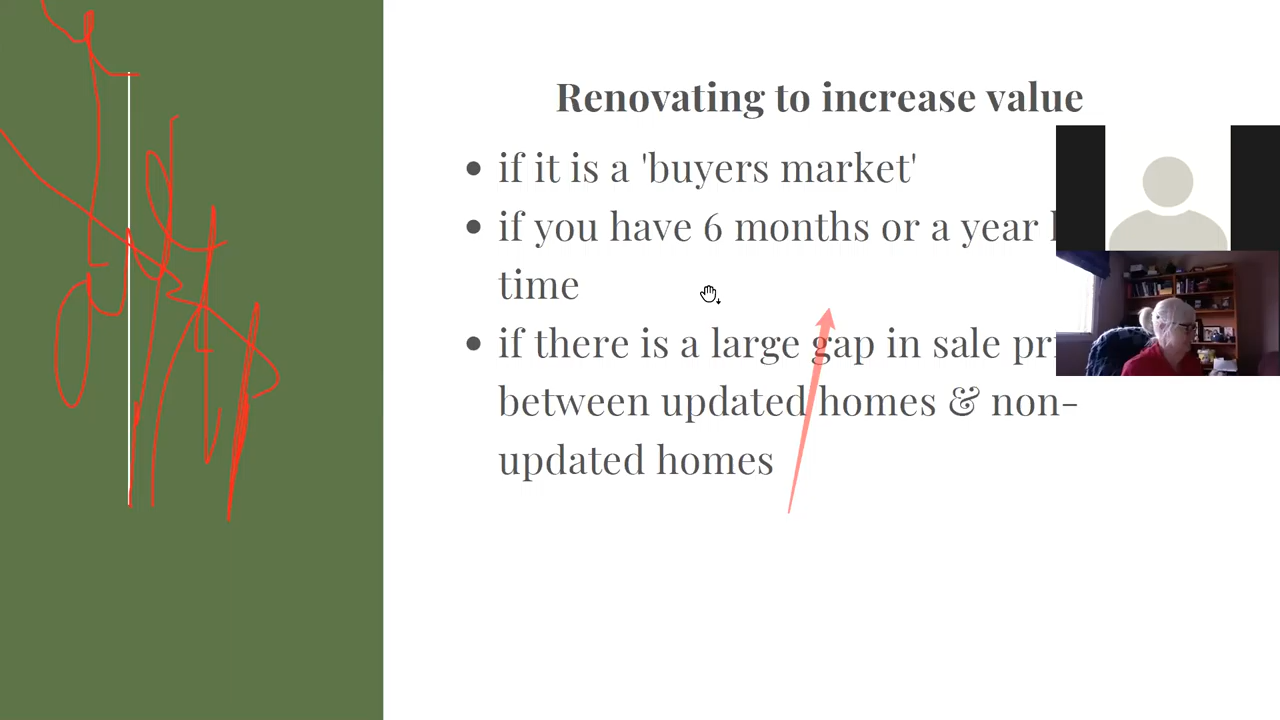 Renovating to increase value
if it is a 'buyers market'
if you have 6 months or a year
time
if there is a large gap in sale
between updated homes & non-
updated homes